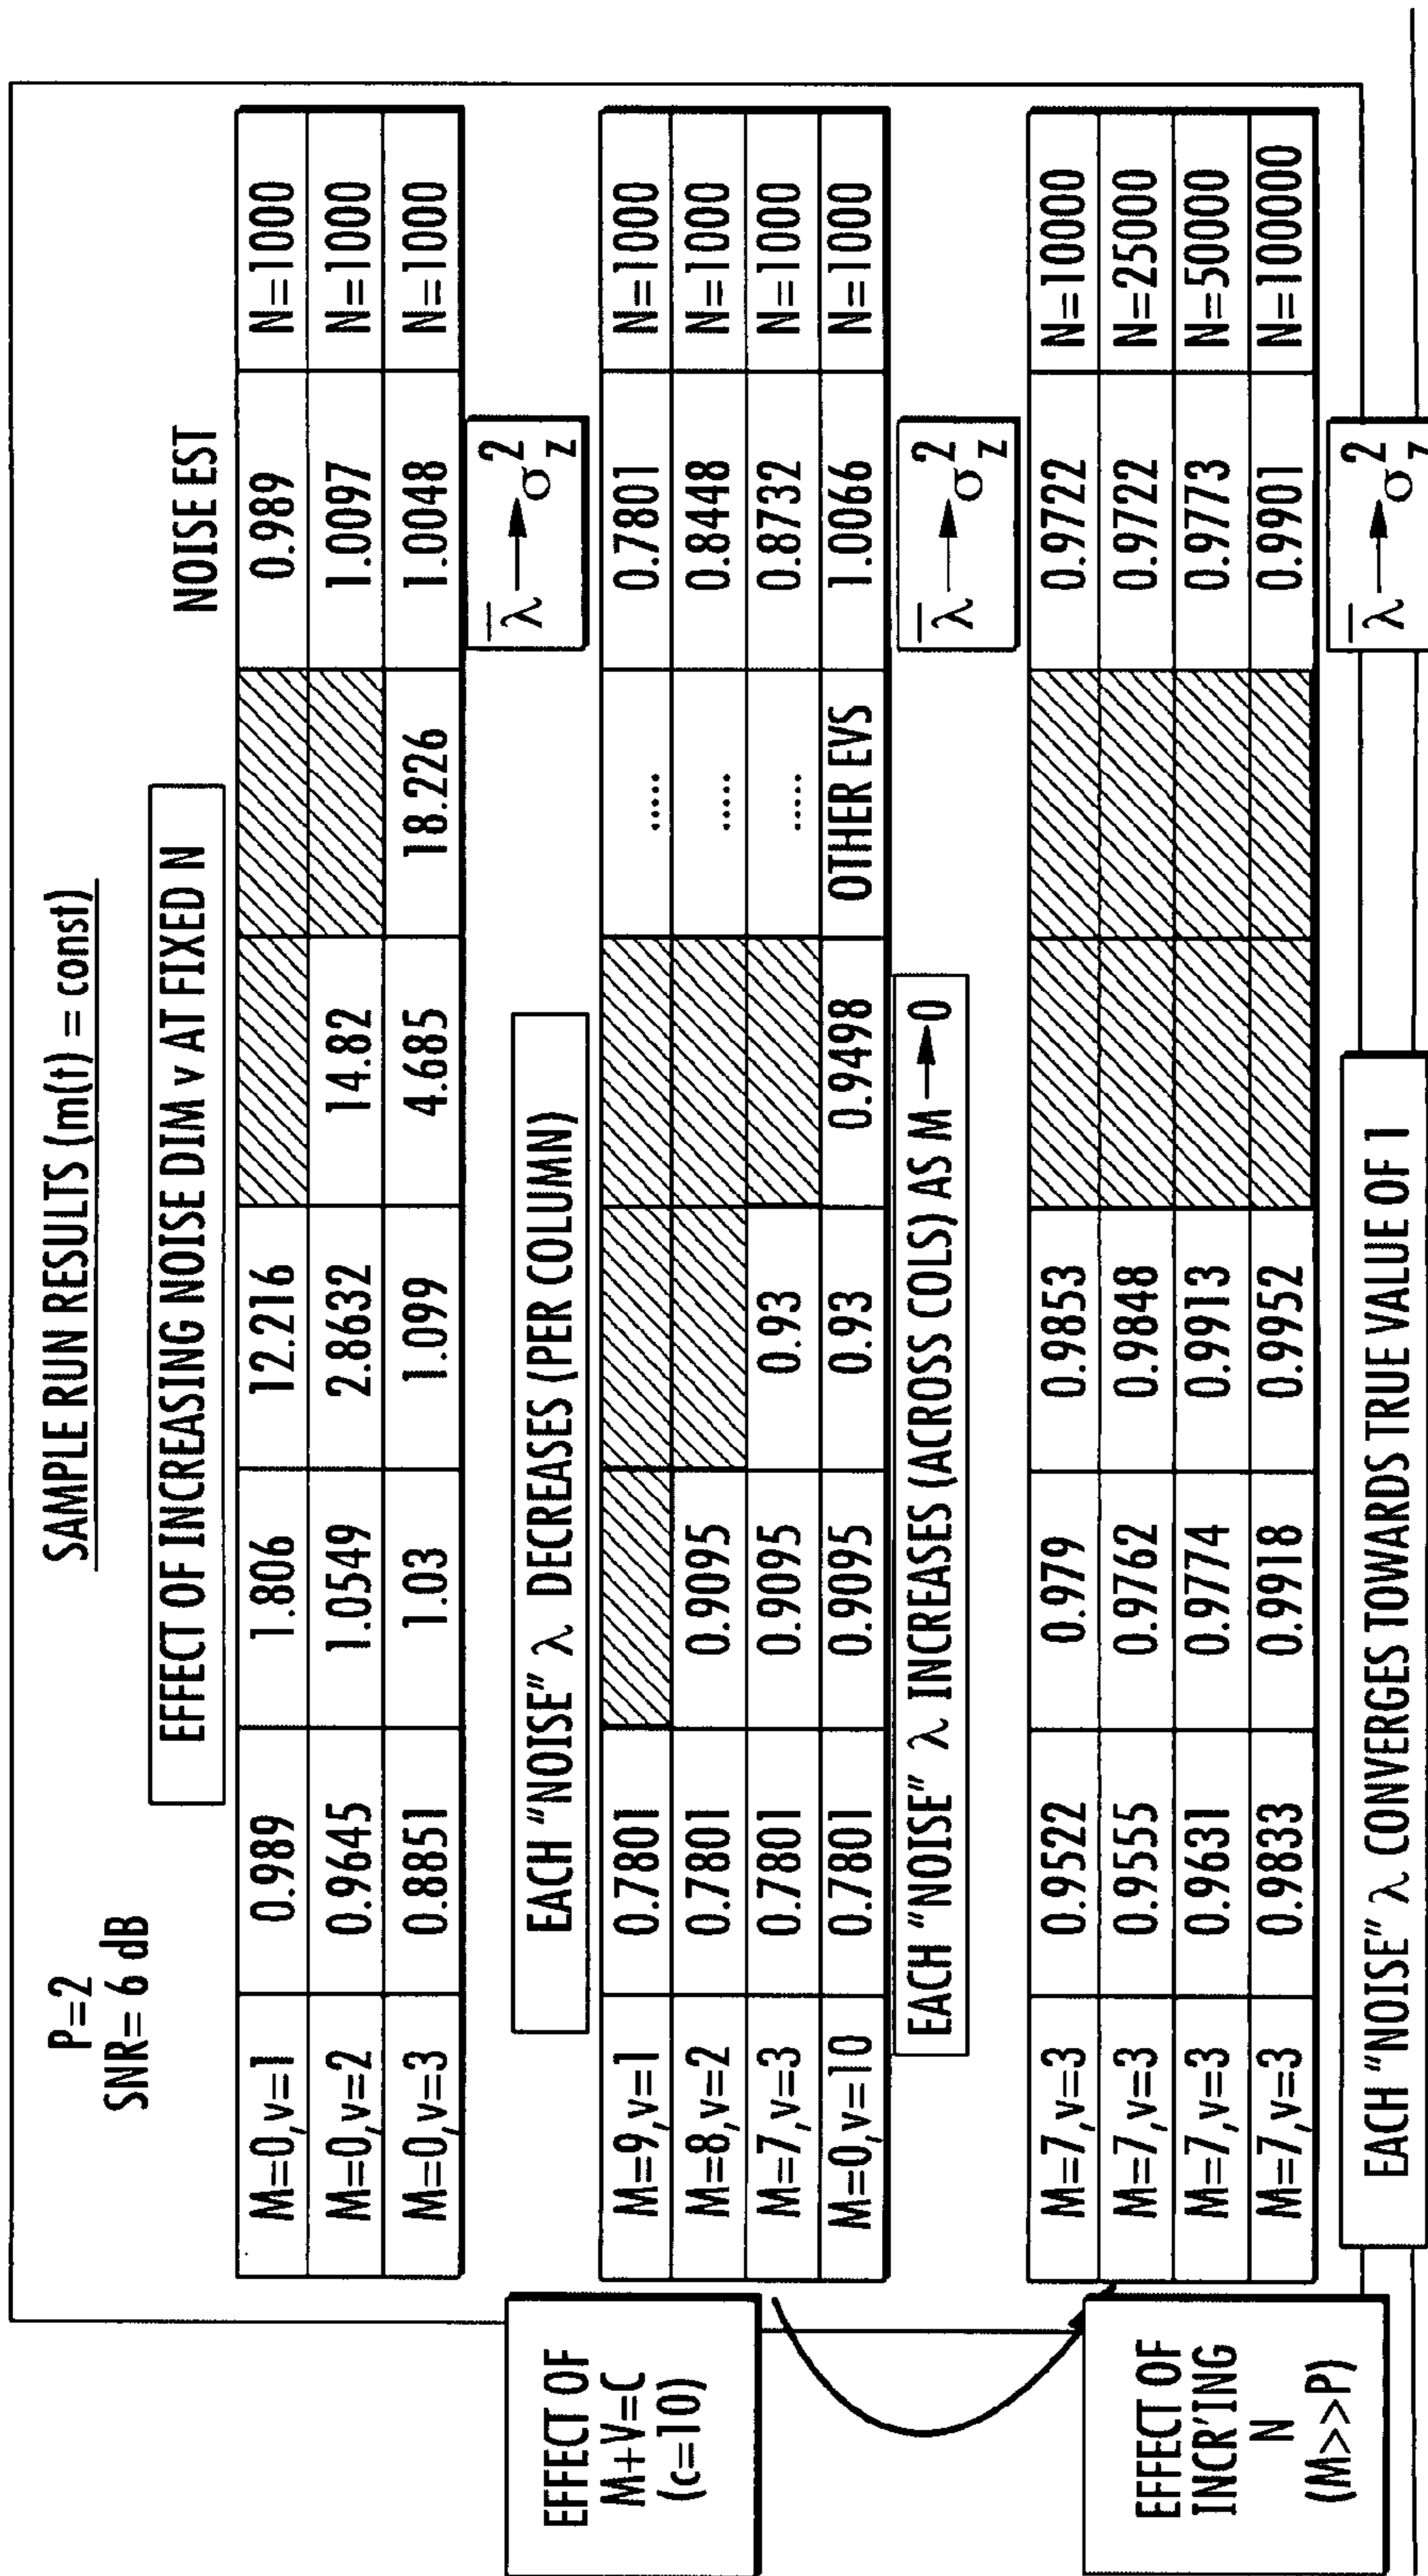 SAMPLE RUN RESULTS (m(t) = const)
P=2
SNR= 6 dB
EFFECT OF INCREASING NOISE DIM v AT FIXED N
NOISE EST
M=0,v=1 0.989 1.806 12.216 0.989 N=1000
M=0,v=2 0.9645 1.0549 2.8632 14.82 1.0097 N=1000
M=0,v=3 0.8851 1.03 1.099 4.685 18.226 1.0048 N=1000
EACH "NOISE" λ DECREASES (PER COLUMN)
λ̄ → σ²z
EFFECT OF
M+V=C
(c=10)
M=9,v=1 0.7801 ..... 0.7801 N=1000
M=8,v=2 0.7801 0.9095 ..... 0.8448 N=1000
M=7,v=3 0.7801 0.9095 0.93 ..... 0.8732 N=1000
M=0,v=10 0.7801 0.9095 0.93 0.9498 OTHER EVS 1.0066 N=1000
EACH "NOISE" λ INCREASES (ACROSS COLS) AS M → 0
λ̄ → σ²z
EFFECT OF
INCR'ING
N
(M>>P)
M=7,v=3 0.9522 0.979 0.9853 0.9722 N=10000
M=7,v=3 0.9555 0.9762 0.9848 0.9722 N=25000
M=7,v=3 0.9631 0.9774 0.9913 0.9773 N=50000
M=7,v=3 0.9833 0.9918 0.9952 0.9901 N=100000
EACH "NOISE" λ CONVERGES TOWARDS TRUE VALUE OF 1
λ̄ → σ²z